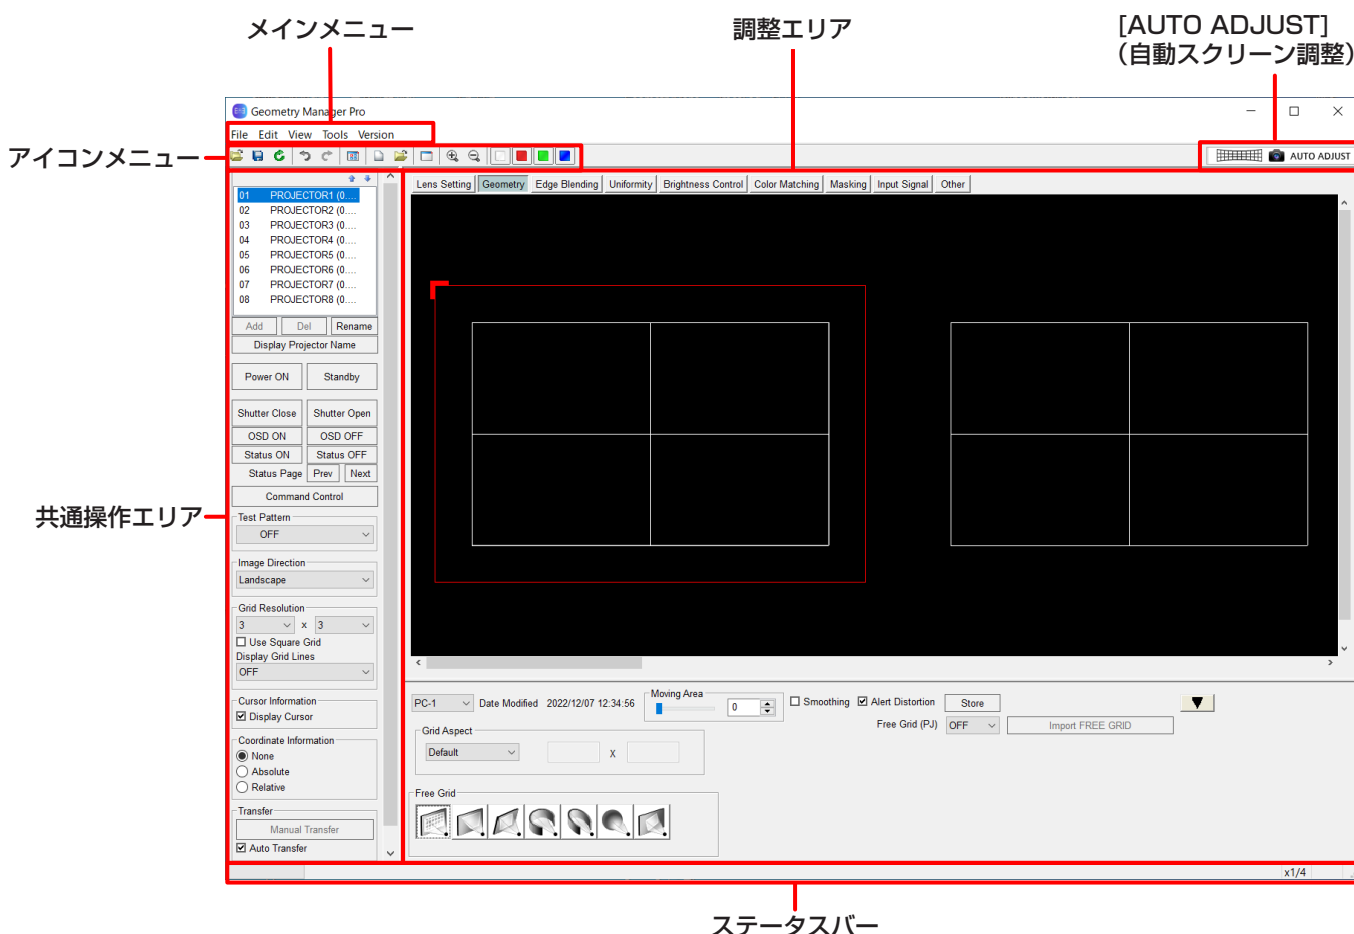 メインメニュー
調整エリア
[AUTO ADJUST]
(自動スクリーン調整)
Geometry Manager Pro
File Edit View Tools Version
アイコンメニュー
AUTO ADJUST
01 PROJECTOR1 (0....
02 PROJECTOR2 (0....
03 PROJECTOR3 (0....
04 PROJECTOR4 (0....
05 PROJECTOR5 (0....
06 PROJECTOR6 (0....
07 PROJECTOR7 (0....
08 PROJECTOR8 (0....
Add Del Rename
Display Projector Name
Power ON Standby
Shutter Close Shutter Open
OSD ON OSD OFF
Status ON Status OFF
Status Page Prev Next
Command Control
共通操作エリア
Test Pattern
OFF
Image Direction
Landscape
Grid Resolution
3 x 3
Use Square Grid
Display Grid Lines
OFF
Cursor Information
Display Cursor
Coordinate Information
None
Absolute
Relative
Transfer
Manual Transfer
Auto Transfer
Lens Setting Geometry Edge Blending Uniformity Brightness Control Color Matching Masking Input Signal Other
PC-1 Date Modified 2022/12/07 12:34:56 Moving Area 0 Smoothing Alert Distortion Store
Free Grid (PJ) OFF Import FREE GRID
Grid Aspect
Default X
Free Grid
x1/4
ステータスバー